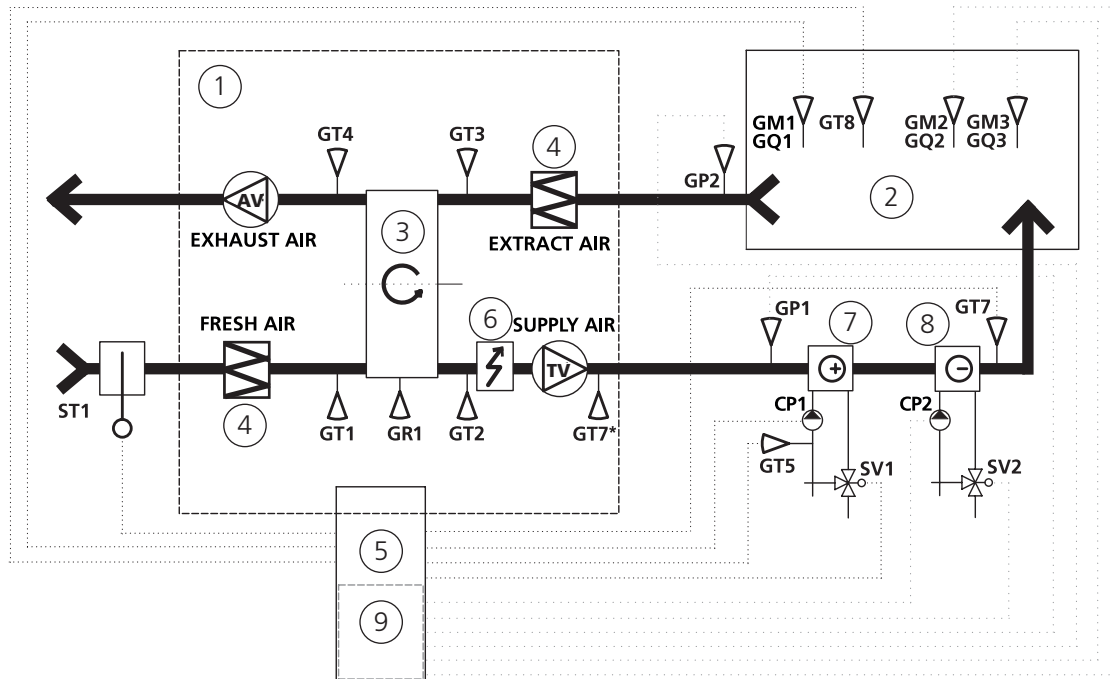 1
GT4
GT3
4
GM1
GQ1
GT8
GM2
GQ2
GM3
GQ3
GP2
2
AV
EXHAUST AIR
3
EXTRACT AIR
FRESH AIR
6
SUPPLY AIR
GP1
7
8
GT7
TV
ST1
4
GT1
GR1
GT2
GT7*
CP1
CP2
GT5
SV1
SV2
5
9